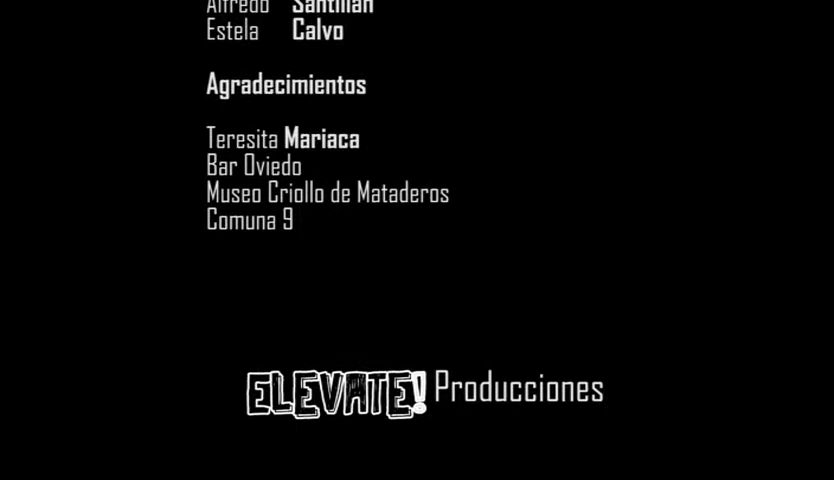 Alfredo Santillán
Estela Calvo
Agradecimientos
Teresita Mariaca
Bar Oviedo
Museo Criollo de Mataderos
Comuna 9
ELEVATE! Producciones